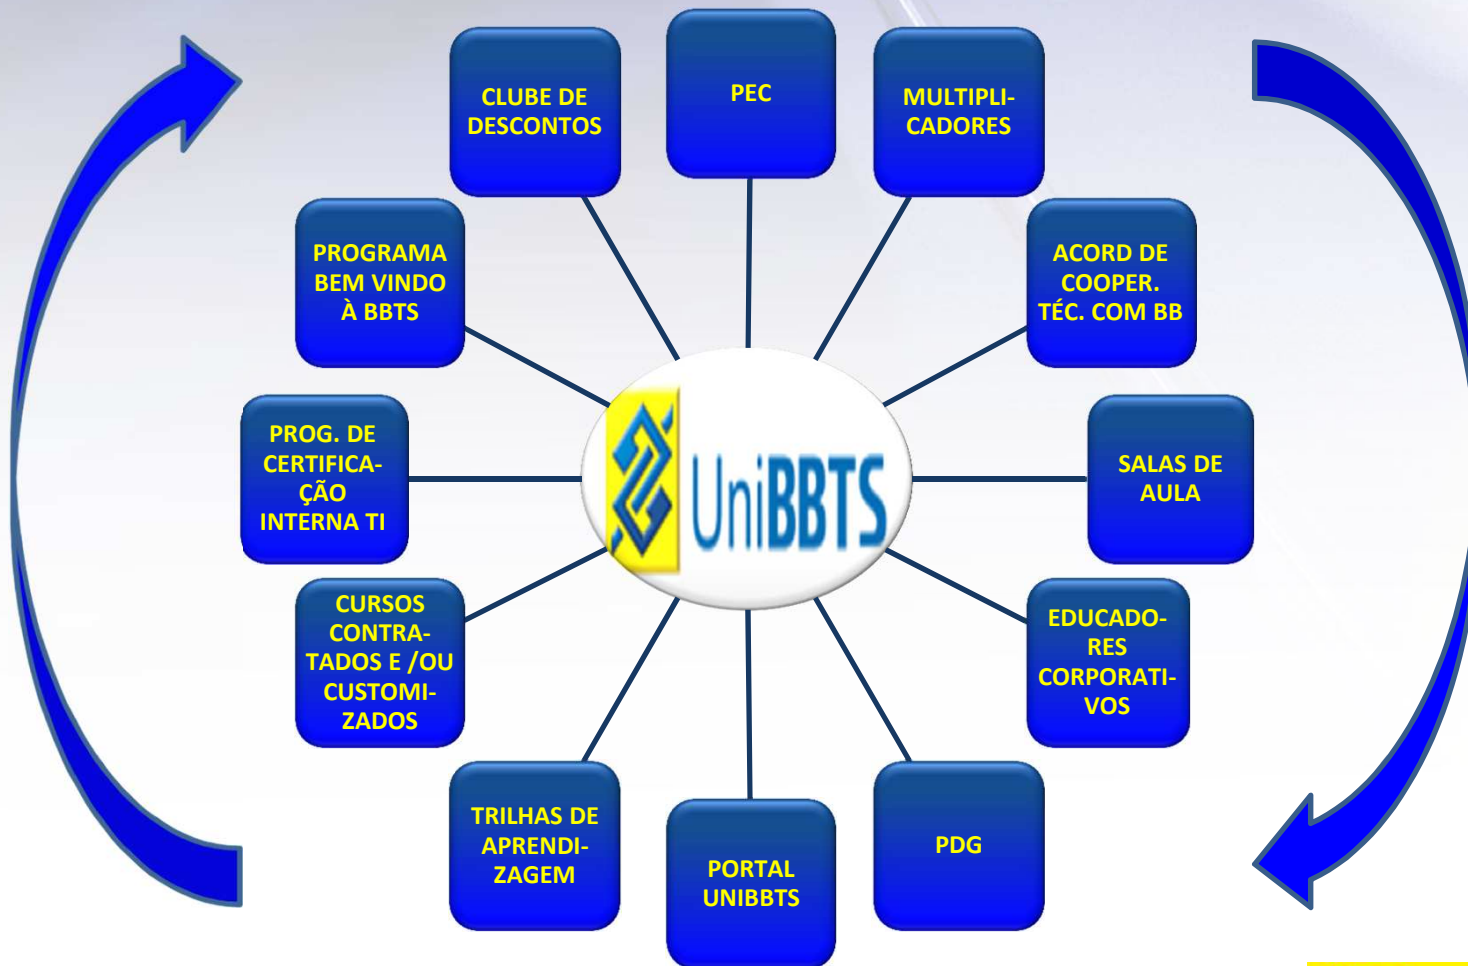 PEC
MULTIPLI-
CADORES
ACORD DE
COOPER.
TÉC. COM BB
SALAS DE
AULA
EDUCADO-
RES
CORPORATI-
VOS
PDG
PORTAL
UNIBBTS
TRILHAS DE
APRENDI-
ZAGEM
CURSOS
CONTRA-
TADOS E /OU
CUSTOMI-
ZADOS
PROG. DE
CERTIFICA-
ÇÃO
INTERNA TI
PROGRAMA
BEM VINDO
À BBTS
CLUBE DE
DESCONTOS
UniBBTS